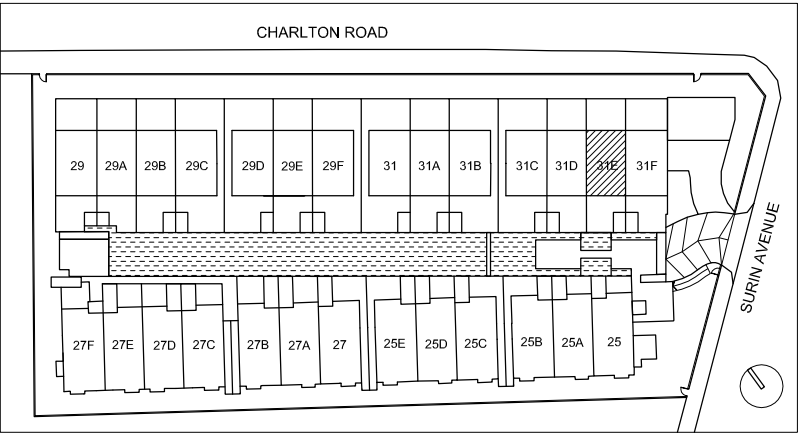 CHARLTON ROAD
29 29A 29B 29C 29D 29E 29F 31 31A 31B 31C 31D 31E 31F
SURIN AVENUE
27F 27E 27D 27C 27B 27A 27 25E 25D 25C 25B 25A 25